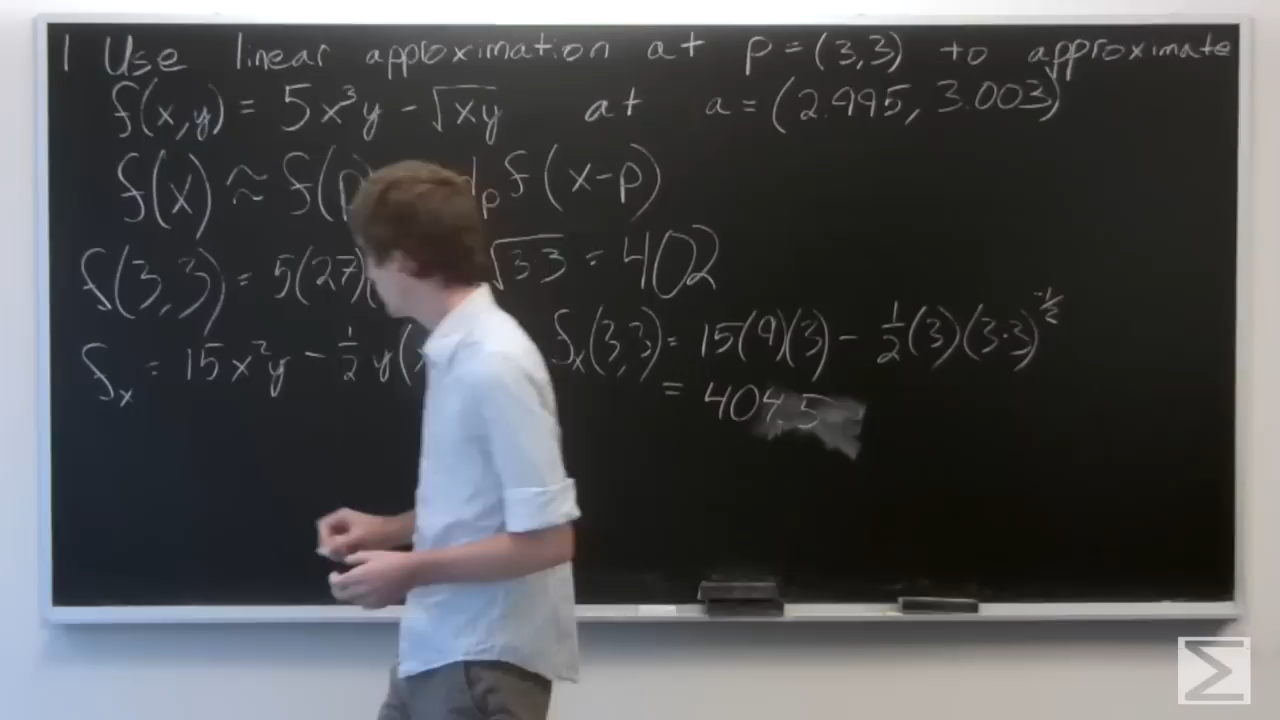 1 Use linear approximation at p = (3,3) to approximate
f(x,y) = 5x³y - √xy at a = (2.995, 3.003)
f(x) ≈ f(p) pf(x-p)
f(3,3) = 5(27)( √3·3 = 402
fx = 15x²y - 1/2 y( fx(3,3) = 15(9)(3) - 1/2(3)(3·3)^-1/2
= 404.5
Σ